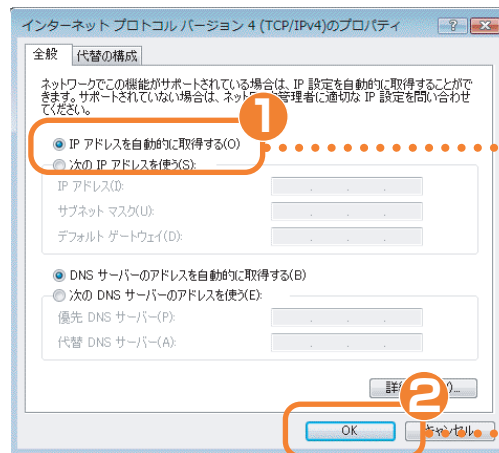 インターネット プロトコル バージョン 4 (TCP/IPv4)のプロパティ
全般
代替の構成
ネットワークでこの機能がサポートされている場合は、IP 設定を自動的に取得することがで
きます。サポートされていない場合は、ネット 管理者に適切な IP 設定を問い合わせ
てください。
1
IP アドレスを自動的に取得する(O)
次の IP アドレスを使う(S):
IP アドレス(I):
サブネット マスク(U):
デフォルト ゲートウェイ(D):
DNS サーバーのアドレスを自動的に取得する(B)
次の DNS サーバーのアドレスを使う(E):
優先 DNS サーバー(P):
代替 DNS サーバー(A):
2
OK
キャンセル